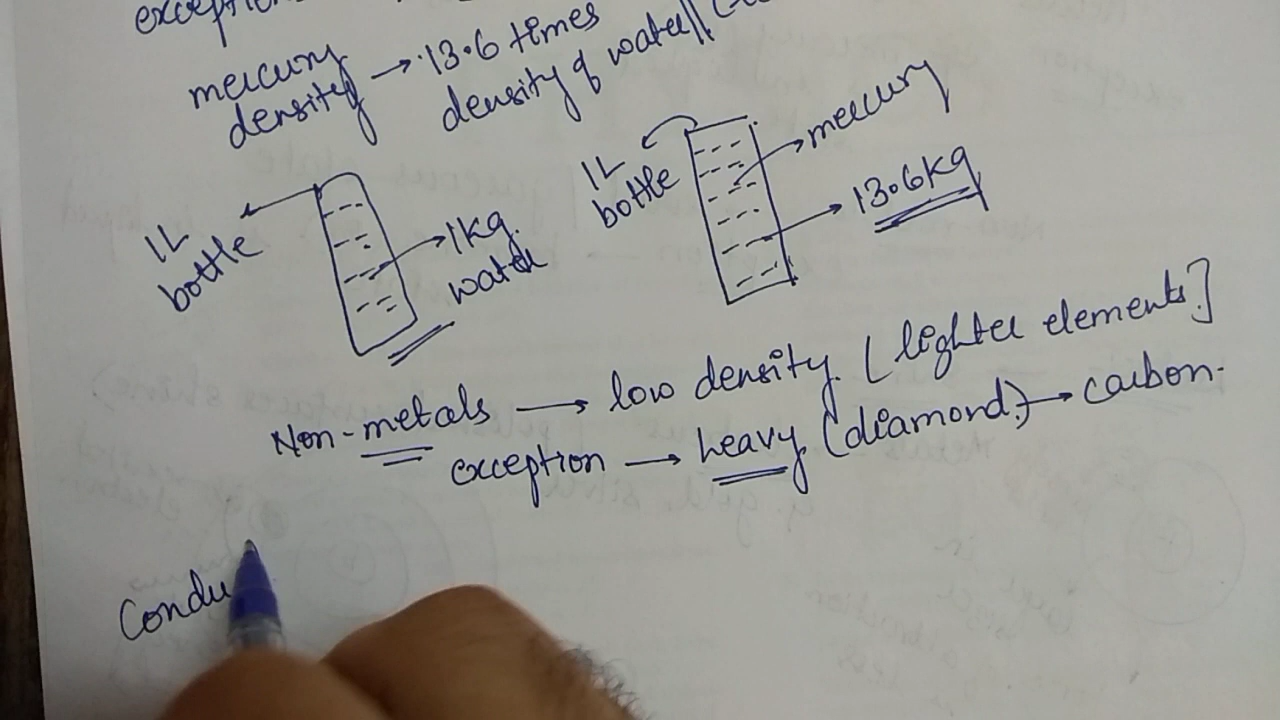 exception
mercury → 13.6 times
density density of water
1L
bottle
1kg.
water
1L
bottle
mercury
13.6kg
Non-metals → low density. [lighter elements.]
exception → heavy (diamond) → carbon.
Condu